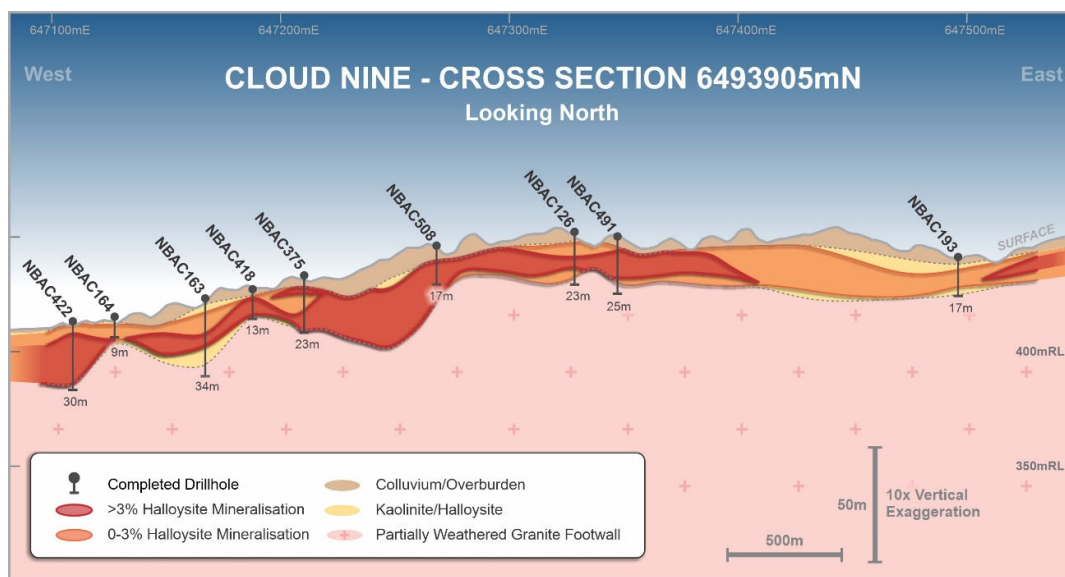 647100mE 647200mE 647300mE 647400mE 647500mE
West East
CLOUD NINE - CROSS SECTION 6493905mN
Looking North
NBAC422
NBAC164
NBAC163
NBAC418
NBAC375
NBAC508
NBAC126
NBAC491
NBAC193
SURFACE
30m
9m
34m
13m
23m
17m
23m
25m
17m
400mRL
350mRL
Completed Drillhole
>3% Halloysite Mineralisation
0-3% Halloysite Mineralisation
Colluvium/Overburden
Kaolinite/Halloysite
Partially Weathered Granite Footwall
500m
50m
10x Vertical
Exaggeration